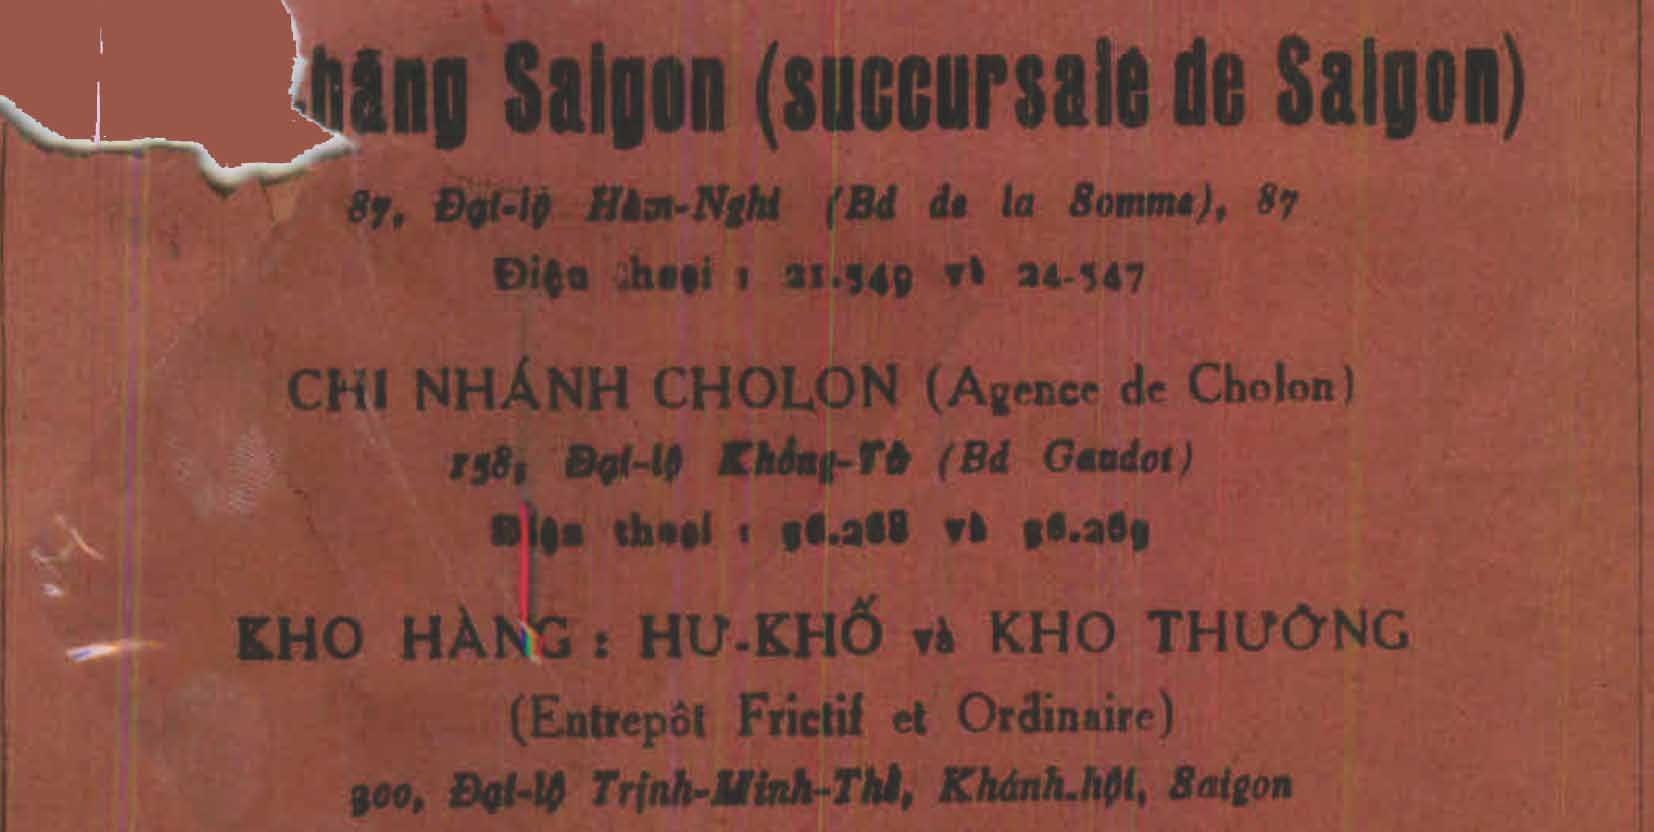 hãng Saigon (succursale de Saigon)
87, Đại-lộ Hàm-Nghi (Bd de la Somme), 87
Điện thoại : 21.549 và 24-547
CHI NHÁNH CHOLON (Agence de Cholon)
158, Đại-lộ Khổng-Tử (Bd Gaudot)
Điện thoại : 36.268 và 36.269
KHO HÀNG : HƯ-KHỐ và KHO THƯỜNG
(Entrepôt Frictif et Ordinaire)
300, Đại-lộ Trịnh-Minh-Thế, Khánh-hội, Saigon